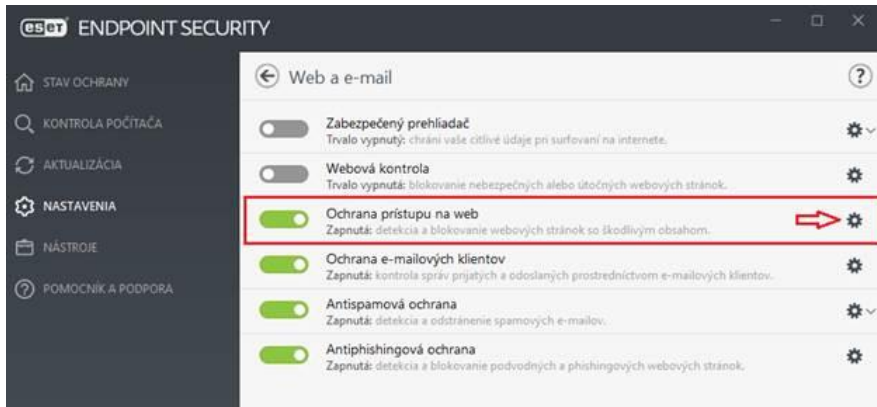 eset ENDPOINT SECURITY
STAV OCHRANY
KONTROLA POČÍTAČA
AKTUALIZÁCIA
NASTAVENIA
NÁSTROJE
POMOCNÍK A PODPORA
Web a e-mail
?
Zabezpečený prehliadač
Trvalo vypnutý: chráni vaše citlivé údaje pri surfovaní na internete.
Webová kontrola
Trvalo vypnutá: blokovanie nebezpečných alebo útočných webových stránok.
Ochrana prístupu na web
Zapnutá: detekcia a blokovanie webových stránok so škodlivým obsahom.
Ochrana e-mailových klientov
Zapnutá: kontrola správ prijatých a odoslaných prostredníctvom e-mailových klientov.
Antispamová ochrana
Zapnutá: detekcia a odstránenie spamových e-mailov.
Antiphishingová ochrana
Zapnutá: detekcia a blokovanie podvodných a phishingových webových stránok.